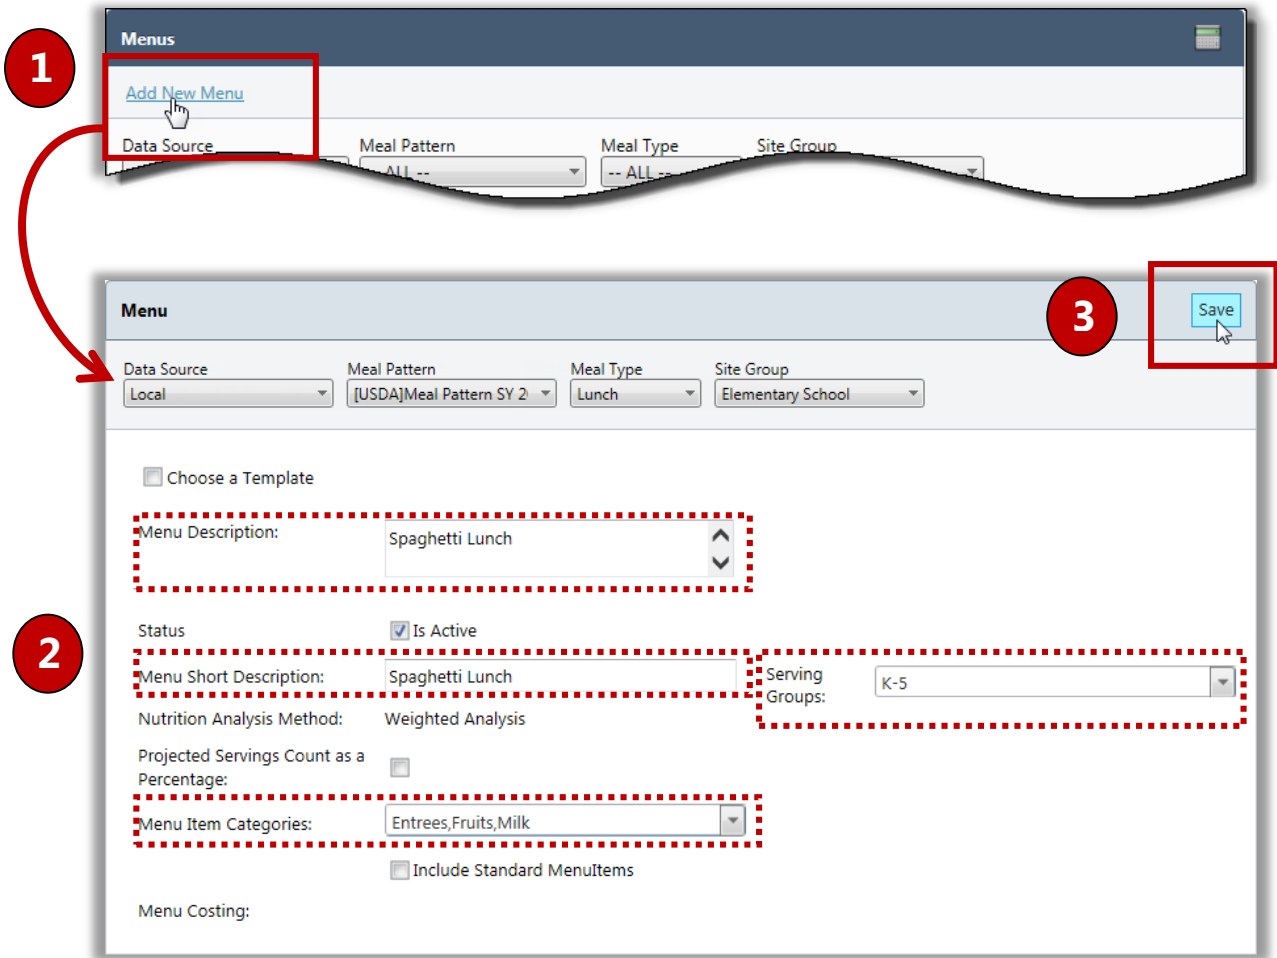 Menus
1
Add New Menu
Data Source Meal Pattern Meal Type Site Group
ALL -- -- ALL --
3
Menu Save
Data Source Meal Pattern Meal Type Site Group
Local [USDA]Meal Pattern SY 2 Lunch Elementary School
Choose a Template
Menu Description: Spaghetti Lunch
2
Status Is Active
Menu Short Description: Spaghetti Lunch Serving Groups: K-5
Nutrition Analysis Method: Weighted Analysis
Projected Servings Count as a
Percentage:
Menu Item Categories: Entrees,Fruits,Milk
Include Standard MenuItems
Menu Costing: